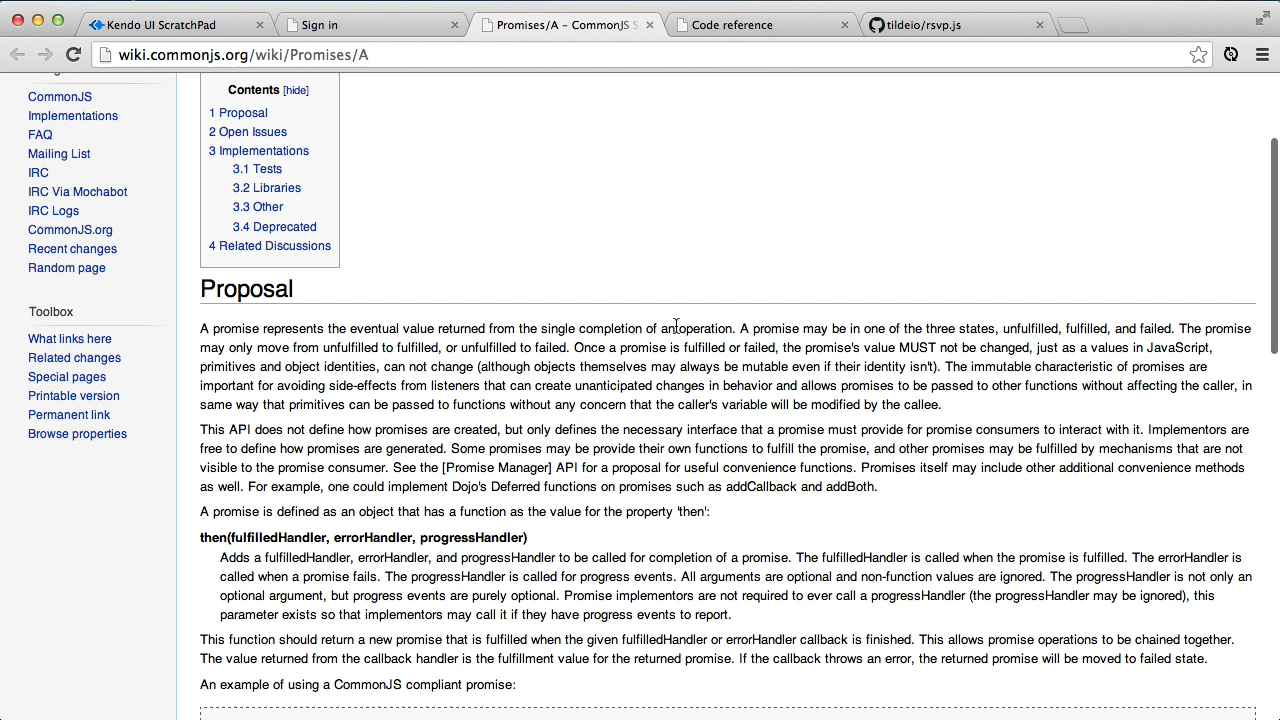 Kendo UI ScratchPad
Sign in
Promises/A – CommonJS S
Code reference
tildeio/rsvp.js
wiki.commonjs.org/wiki/Promises/A
CommonJS
Implementations
FAQ
Mailing List
IRC
IRC Via Mochabot
IRC Logs
CommonJS.org
Recent changes
Random page
Toolbox
What links here
Related changes
Special pages
Printable version
Permanent link
Browse properties
Contents [hide]
1 Proposal
2 Open Issues
3 Implementations
3.1 Tests
3.2 Libraries
3.3 Other
3.4 Deprecated
4 Related Discussions
Proposal
A promise represents the eventual value returned from the single completion of an operation. A promise may be in one of the three states, unfulfilled, fulfilled, and failed. The promise
may only move from unfulfilled to fulfilled, or unfulfilled to failed. Once a promise is fulfilled or failed, the promise's value MUST not be changed, just as a values in JavaScript,
primitives and object identities, can not change (although objects themselves may always be mutable even if their identity isn't). The immutable characteristic of promises are
important for avoiding side-effects from listeners that can create unanticipated changes in behavior and allows promises to be passed to other functions without affecting the caller, in
same way that primitives can be passed to functions without any concern that the caller's variable will be modified by the callee.
This API does not define how promises are created, but only defines the necessary interface that a promise must provide for promise consumers to interact with it. Implementors are
free to define how promises are generated. Some promises may be provide their own functions to fulfill the promise, and other promises may be fulfilled by mechanisms that are not
visible to the promise consumer. See the [Promise Manager] API for a proposal for useful convenience functions. Promises itself may include other additional convenience methods
as well. For example, one could implement Dojo's Deferred functions on promises such as addCallback and addBoth.
A promise is defined as an object that has a function as the value for the property 'then':
then(fulfilledHandler, errorHandler, progressHandler)
Adds a fulfilledHandler, errorHandler, and progressHandler to be called for completion of a promise. The fulfilledHandler is called when the promise is fulfilled. The errorHandler is
called when a promise fails. The progressHandler is called for progress events. All arguments are optional and non-function values are ignored. The progressHandler is not only an
optional argument, but progress events are purely optional. Promise implementors are not required to ever call a progressHandler (the progressHandler may be ignored), this
parameter exists so that implementors may call it if they have progress events to report.
This function should return a new promise that is fulfilled when the given fulfilledHandler or errorHandler callback is finished. This allows promise operations to be chained together.
The value returned from the callback handler is the fulfillment value for the returned promise. If the callback throws an error, the returned promise will be moved to failed state.
An example of using a CommonJS compliant promise: